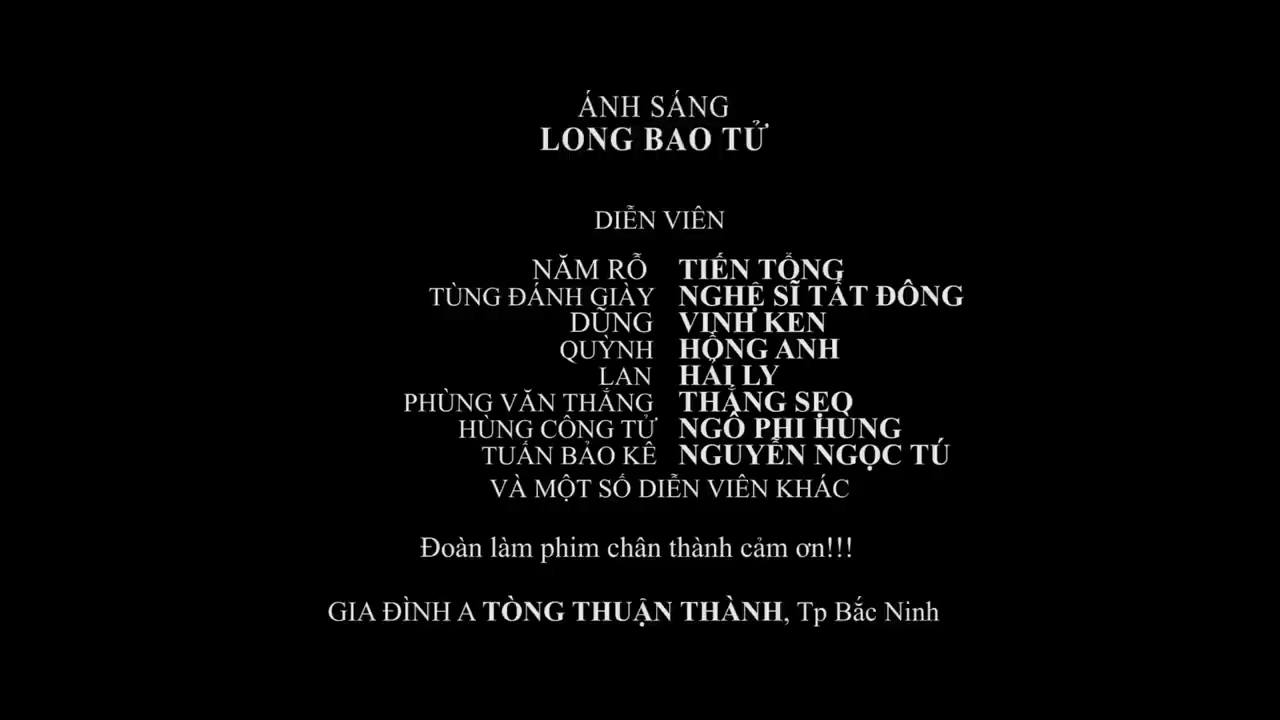 ÁNH SÁNG
LONG BAO TỬ
DIỄN VIÊN
NĂM RỖ TIẾN TỔNG
TÙNG ĐÁNH GIÀY NGHỆ SĨ TẤT ĐÔNG
DŨNG VINH KEN
QUỲNH HỒNG ANH
LAN HẢI LY
PHÙNG VĂN THẮNG THẮNG SẸO
HÙNG CÔNG TỬ NGÔ PHI HÙNG
TUẤN BẢO KÊ NGUYỄN NGỌC TÚ
VÀ MỘT SỐ DIỄN VIÊN KHÁC
Đoàn làm phim chân thành cảm ơn!!!
GIA ĐÌNH A TÒNG THUẬN THÀNH, Tp Bắc Ninh